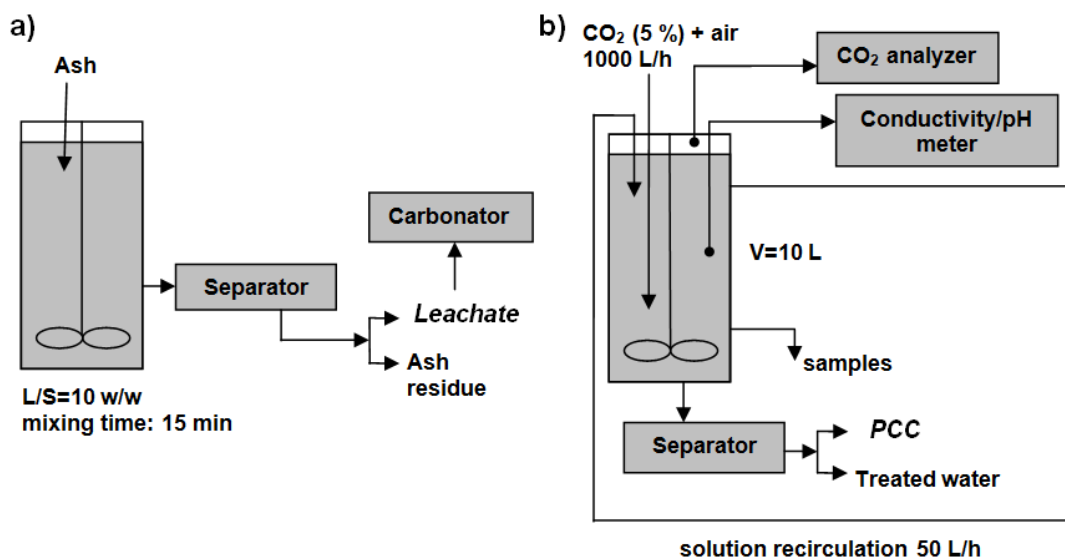 a)
Ash
Separator
Carbonator
Leachate
Ash
residue
L/S=10 w/w
mixing time: 15 min
b)
CO₂ (5 %) + air
1000 L/h
CO₂ analyzer
Conductivity/pH
meter
V=10 L
samples
Separator
PCC
Treated water
solution recirculation 50 L/h